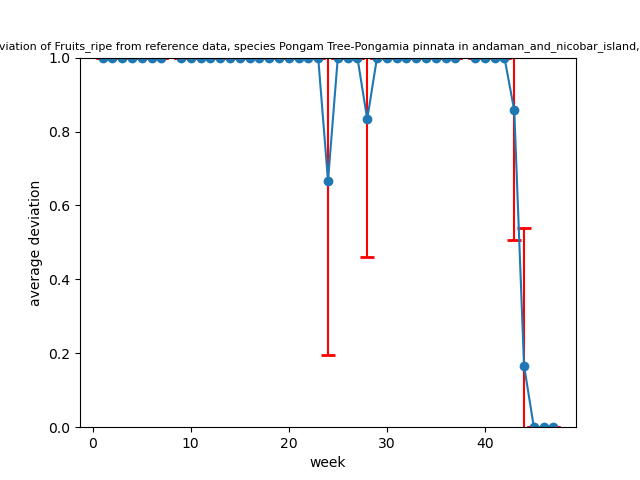 viation of Fruits_ripe from reference data, species Pongam Tree-Pongamia pinnata in andaman_and_nicobar_island,
1.0
0.8
0.6
0.4
0.2
0.0
average deviation
0 10 20 30 40
week